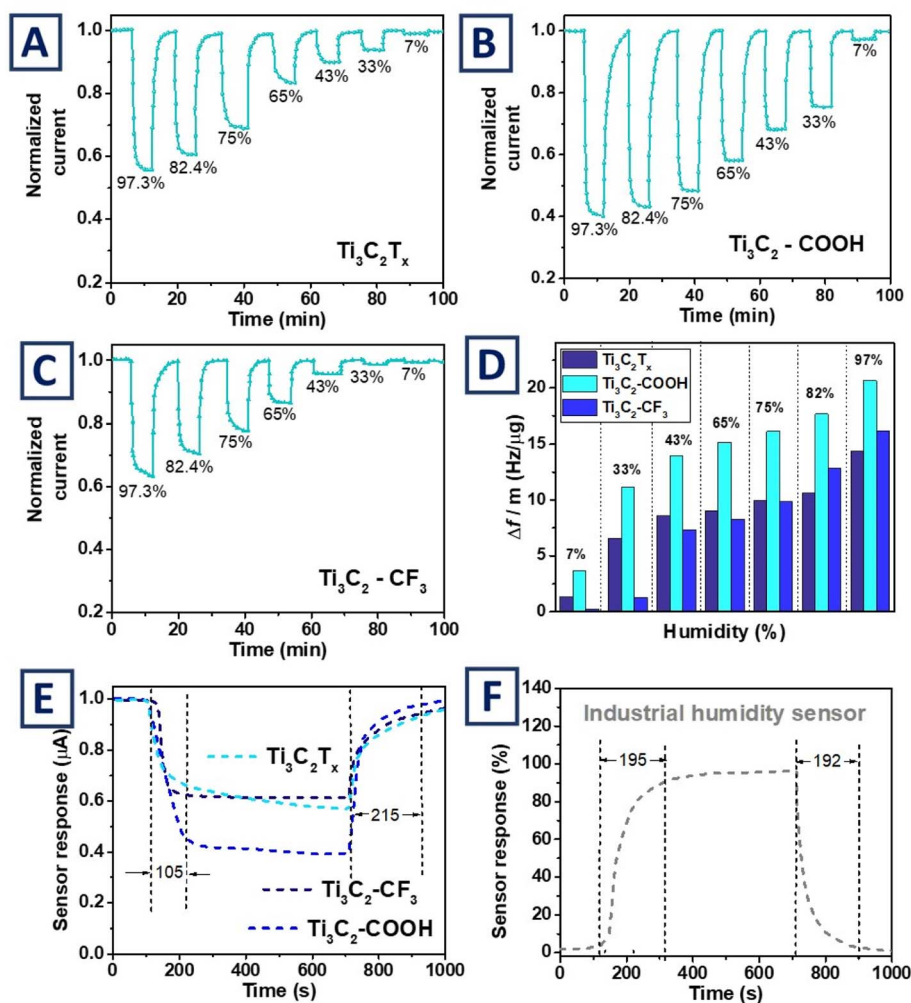 A
1.0
0.8
0.6
0.4
0.2
Normalized
current
97.3%
82.4%
75%
65%
43%
33%
7%
Ti₃C₂Tₓ
0 20 40 60 80 100
Time (min)
B
1.0
0.8
0.6
0.4
0.2
Normalized
current
97.3%
82.4%
75%
65%
43%
33%
7%
Ti₃C₂ - COOH
0 20 40 60 80 100
Time (min)
C
1.0
0.8
0.6
0.4
0.2
Normalized
current
97.3%
82.4%
75%
65%
43%
33%
7%
Ti₃C₂ - CF₃
0 20 40 60 80 100
Time (min)
D
20
15
10
5
0
Δf / m (Hz/μg)
Ti₃C₂Tₓ
Ti₃C₂-COOH
Ti₃C₂-CF₃
7%
33%
43%
65%
75%
82%
97%
Humidity (%)
E
1.0
0.8
0.6
0.4
0.2
0.0
Sensor response (μA)
Ti₃C₂Tₓ
105
215
Ti₃C₂-CF₃
Ti₃C₂-COOH
0 200 400 600 800 1000
Time (s)
F
140
120
100
80
60
40
20
0
Sensor response (%)
Industrial humidity sensor
195
192
0 200 400 600 800 1000
Time (s)